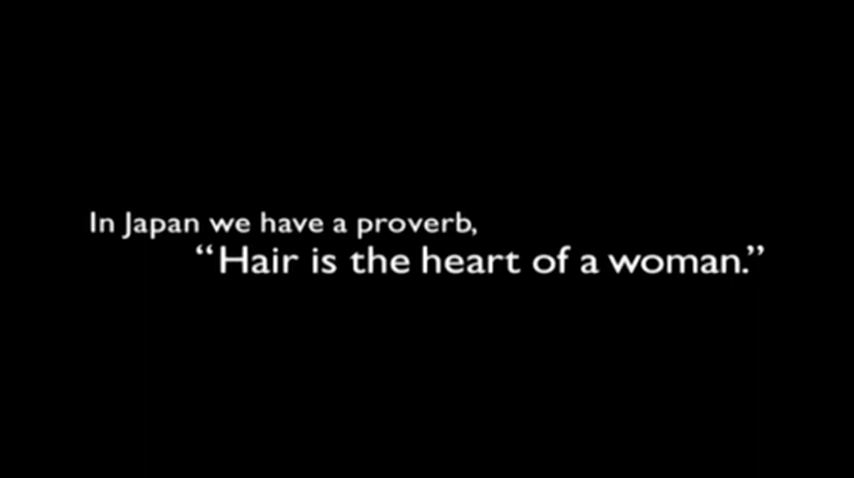 In Japan we have a proverb,
“Hair is the heart of a woman.”